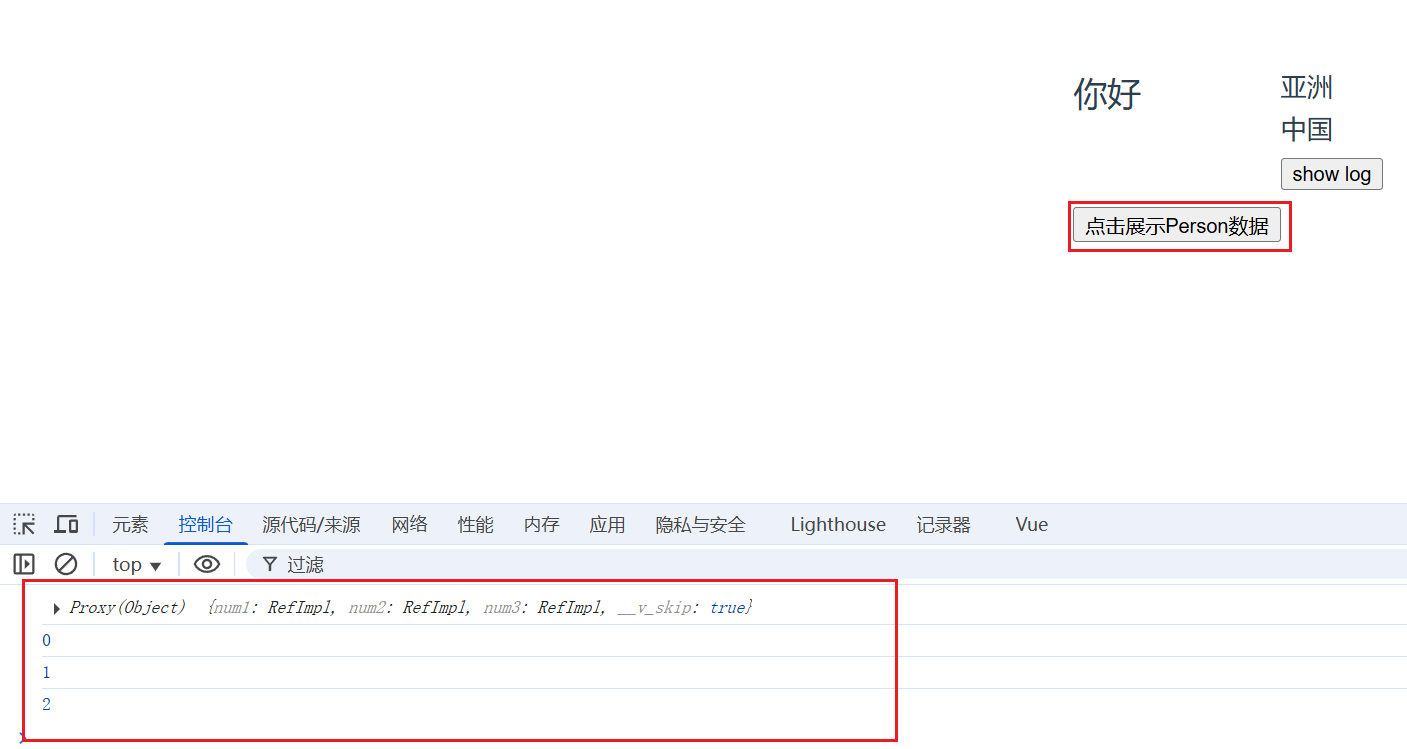 你好
亚洲
中国
show log
点击展示Person数据
元素 控制台 源代码/来源 网络 性能 内存 应用 隐私与安全 Lighthouse 记录器 Vue
top 过滤
Proxy(Object) {num1: RefImpl, num2: RefImpl, num3: RefImpl, __v_skip: true}
0
1
2